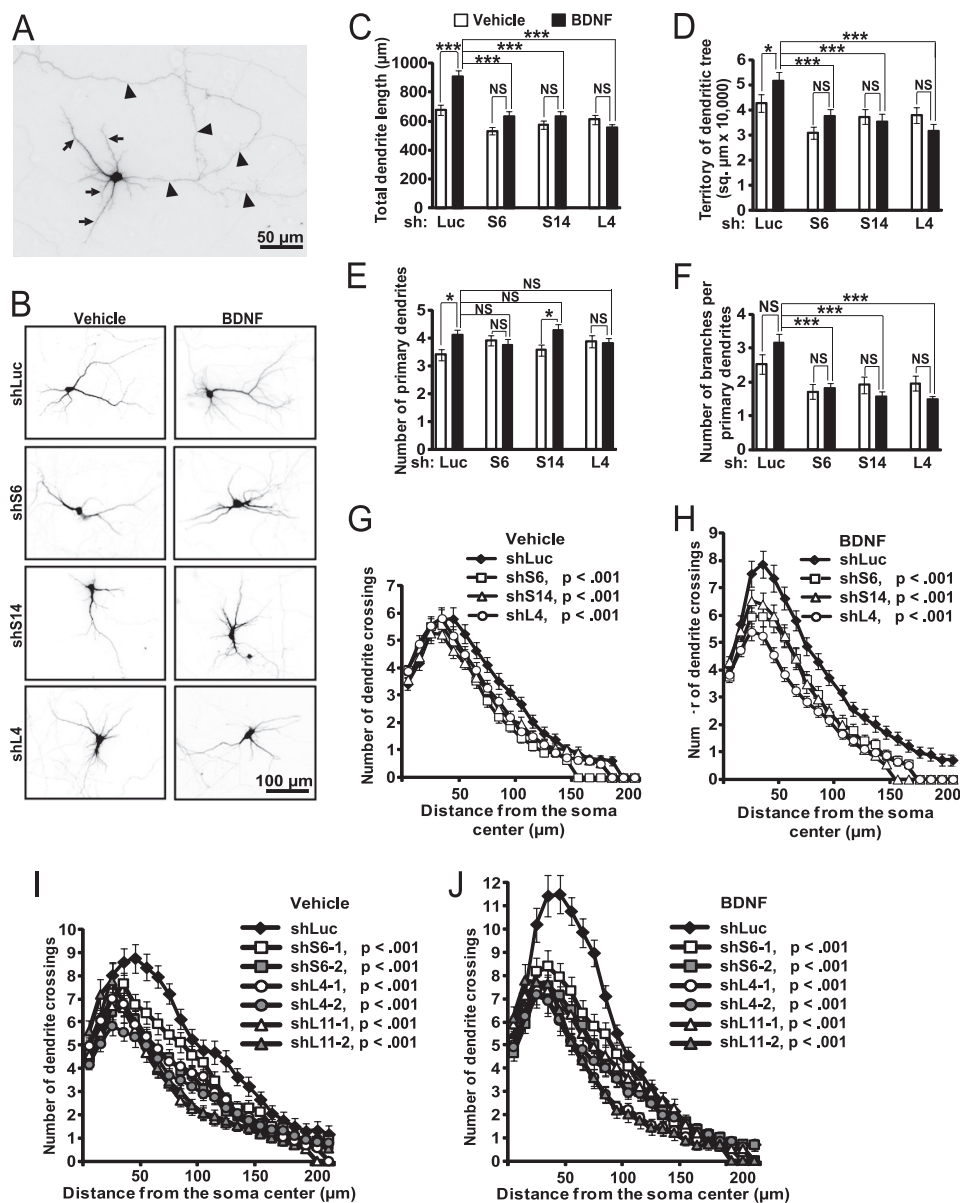 A
50 µm
B
Vehicle
BDNF
shLuc
shS6
shS14
shL4
100 µm
C
Vehicle
BDNF
Total dendrite length (µm)
1000
800
600
400
200
0
***
***
***
***
NS
NS
NS
sh: Luc S6 S14 L4
D
Territory of dendritic tree
(sq. µm x 10,000)
6
5
4
3
2
1
0
*
***
***
***
NS
NS
NS
sh: Luc S6 S14 L4
E
Number of primary dendrites
6
5
4
3
2
1
0
*
NS
NS
NS
NS
*
NS
sh: Luc S6 S14 L4
F
Number of branches per
primary dendrites
4
3
2
1
0
NS
***
***
***
NS
NS
NS
sh: Luc S6 S14 L4
G
Vehicle
shLuc
shS6, p < .001
shS14, p < .001
shL4, p < .001
Number of dendrite crossings
7
6
5
4
3
2
1
0
50 100 150 200
Distance from the soma
center (µm)
H
BDNF
shLuc
shS6, p < .001
shS14, p < .001
shL4, p < .001
Num ·r of dendrite crossings
9
8
7
6
5
4
3
2
1
0
50 100 150 200
Distance from the soma
center (µm)
I
Vehicle
shLuc
shS6-1, p < .001
shS6-2, p < .001
shL4-1, p < .001
shL4-2, p < .001
shL11-1, p < .001
shL11-2, p < .001
Number of dendrite crossings
10
9
8
7
6
5
4
3
2
1
0
50 100 150 200
Distance from the soma center (µm)
J
BDNF
shLuc
shS6-1, p < .001
shS6-2, p < .001
shL4-1, p < .001
shL4-2, p < .001
shL11-1, p < .001
shL11-2, p < .001
Number of dendrite crossings
12
11
10
9
8
7
6
5
4
3
2
1
0
50 100 150 200
Distance from the soma center (µm)